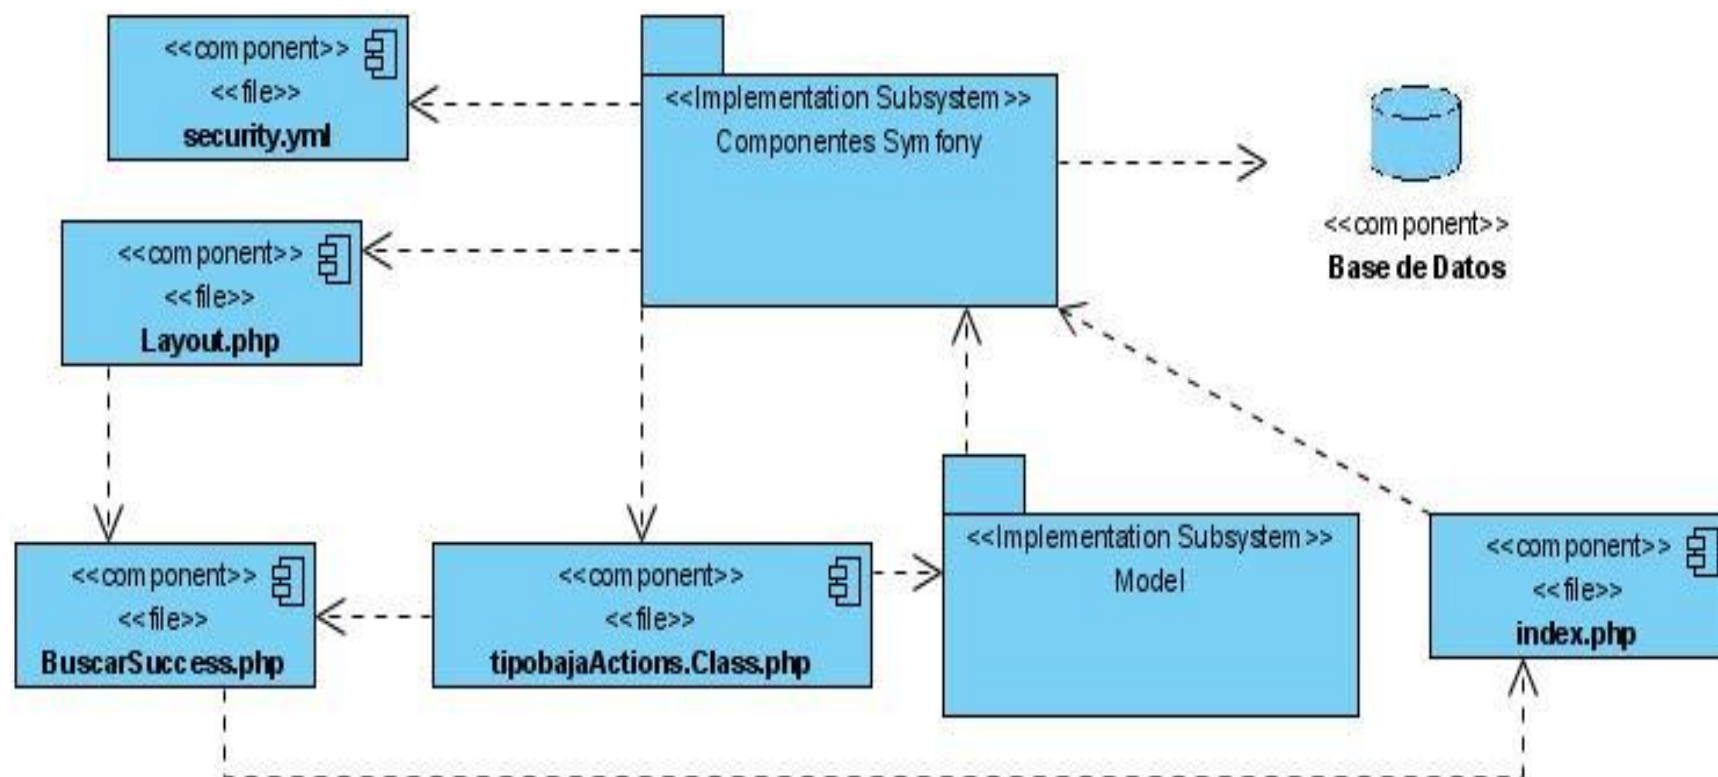 <<component>>
<<file>>
security.yml
<<Implementation Subsystem>>
Componentes Symfony
<<component>>
Base de Datos
<<component>>
<<file>>
Layout.php
<<component>>
<<file>>
BuscarSuccess.php
<<component>>
<<file>>
tipobajaActions.Class.php
<<Implementation Subsystem>>
Model
<<component>>
<<file>>
index.php